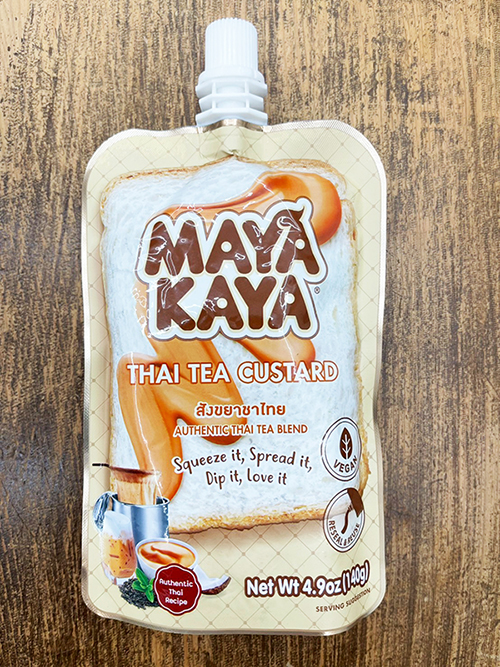 MAYA
KAYA®
THAI TEA CUSTARD
สังขยาชาไทย
AUTHENTIC THAI TEA BLEND
Squeeze it, Spread it,
Dip it, Love it
VEGAN
RESEAL & REUSE
Authentic
Thai
Recipe
Net Wt 4.9oz (140g)
SERVING SUGGESTION